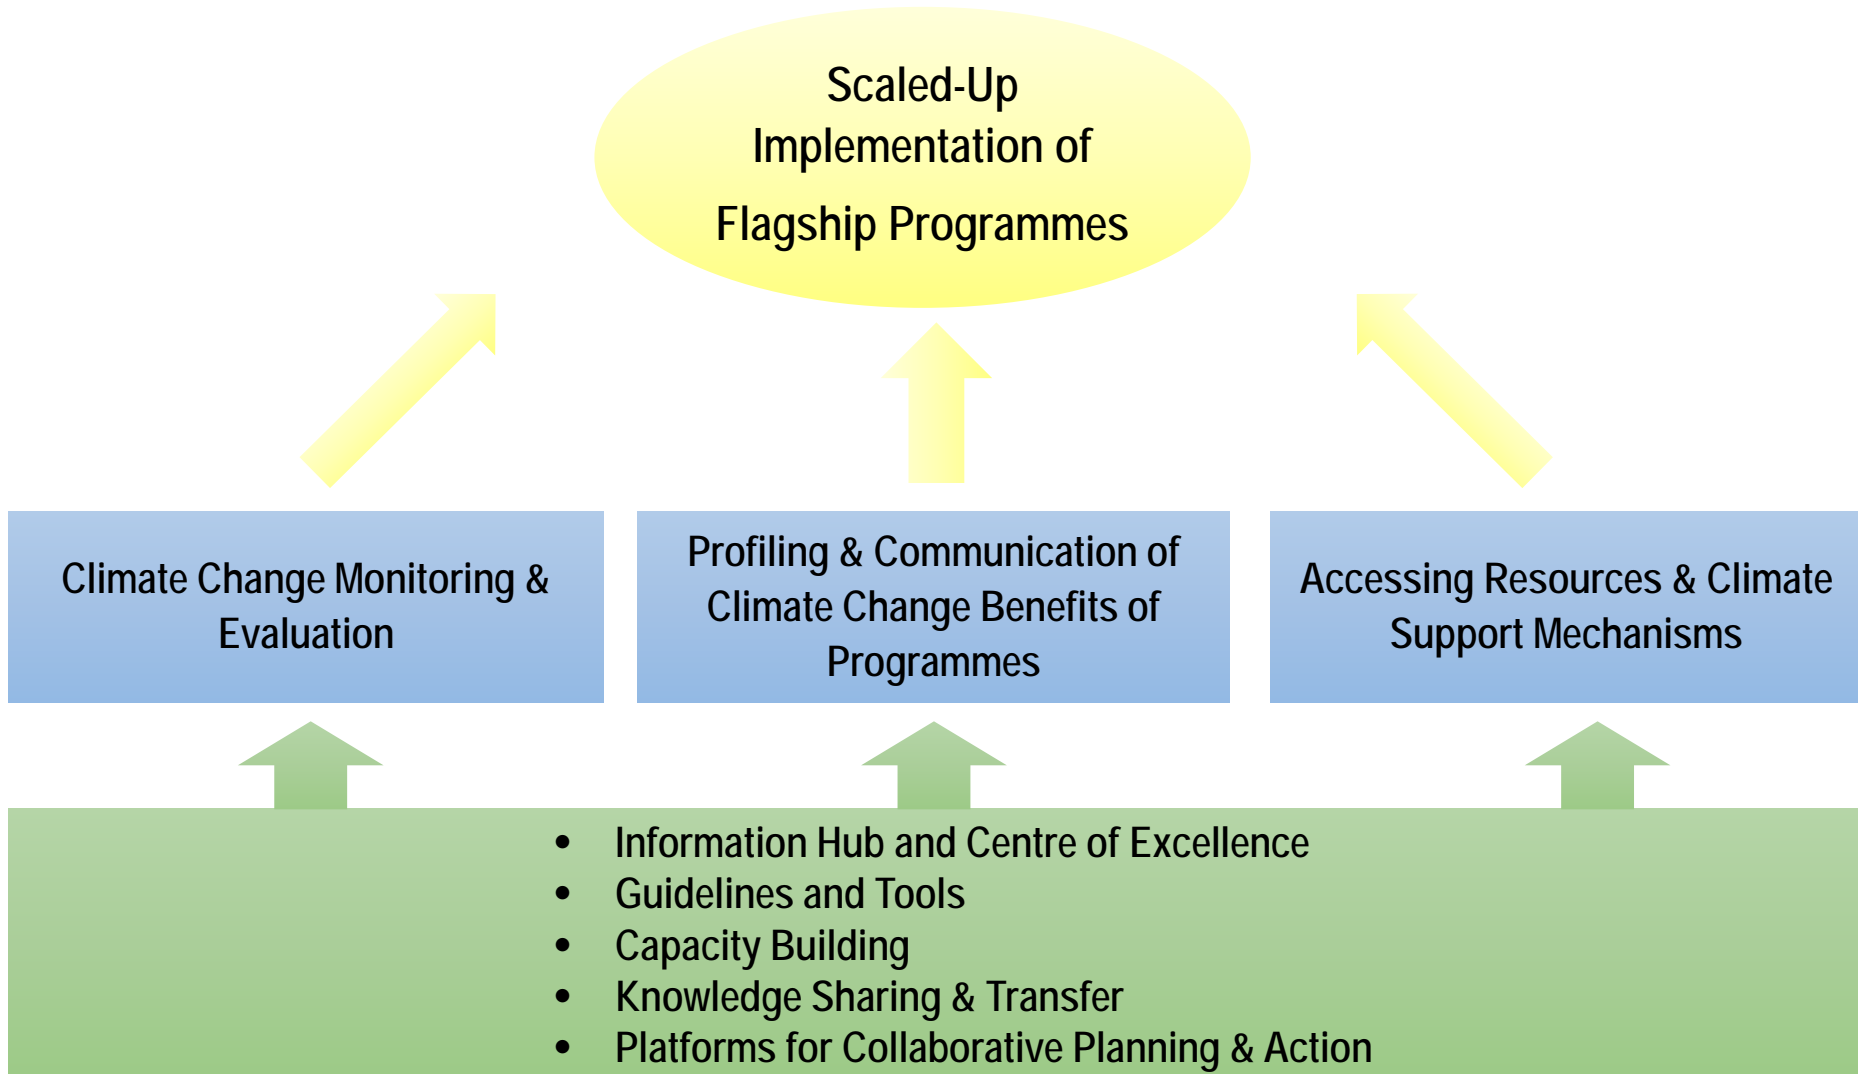 Scaled-Up
Implementation of
Flagship Programmes
Climate Change Monitoring &
Evaluation
Profiling & Communication of
Climate Change Benefits of
Programmes
Accessing Resources & Climate
Support Mechanisms
• Information Hub and Centre of Excellence
• Guidelines and Tools
• Capacity Building
• Knowledge Sharing & Transfer
• Platforms for Collaborative Planning & Action